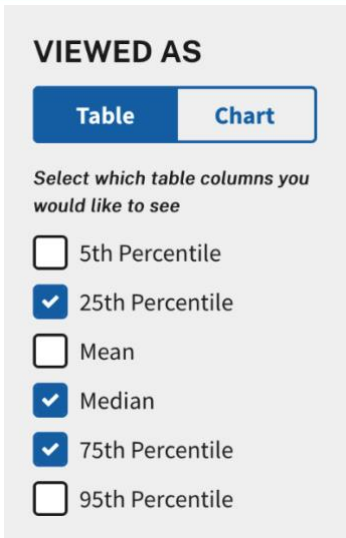 VIEWED AS
Table Chart
Select which table columns you
would like to see
5th Percentile
25th Percentile
Mean
Median
75th Percentile
95th Percentile